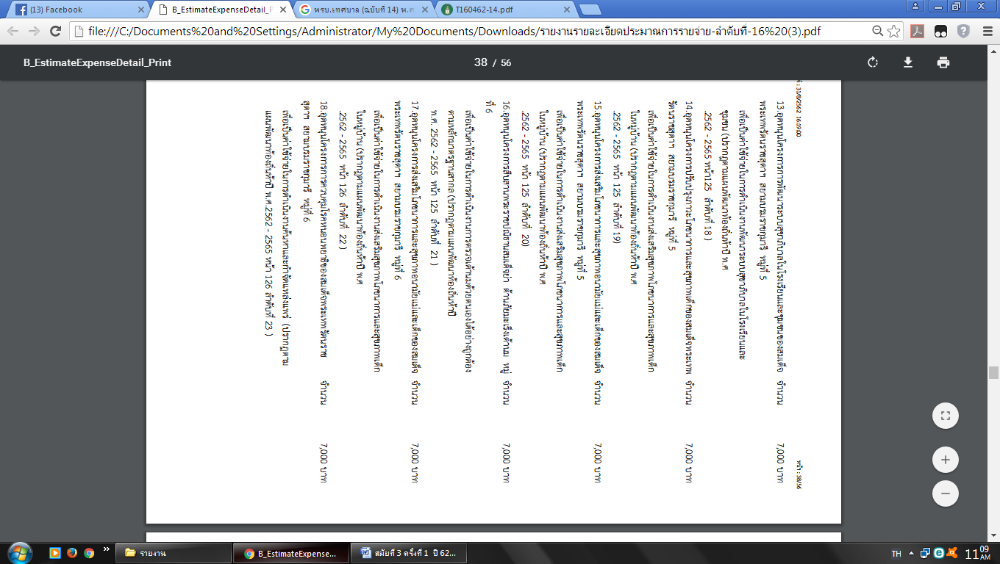 (13) Facebook
B_EstimateExpenseDetail_P
พรบ.เทศบาล (ฉบับที่ 14) พ.ศ
T160462-14.pdf
file:///C:/Documents%20and%20Settings/Administrator/My%20Documents/Downloads/รายงานรายละเอียดประมาณการรายจ่าย-ลำดับที่-16%20(3).pdf
B_EstimateExpenseDetail_Print
38 / 56
: 31/8/2562 16:19:00
หน้า : 38/56
13.อุดหนุนโครงการการพัฒนาระบบสุขาภิบาลในโรงเรียนและชุมชนของสมเด็จ จำนวน 7,000 บาท
พระเทพรัตนราชสุดาฯ สยามบรมราชกุมารี หมู่ที่ 5
เพื่อเป็นค่าใช้จ่ายในการดำเนินงานพัฒนาระบบสุขาภิบาลในโรงเรียนและ
ชุมชน (ปรากฏตามแผนพัฒนาท้องถิ่นห้าปี พ.ศ
.2562 - 2565 หน้า125 ลำดับที่ 18 )
14.อุดหนุนโครงการปรับปรุงภาวะโภชนาการและสุขภาพเด็กของสมเด็จพระเทพ จำนวน 7,000 บาท
รัตนราชสุดาฯ สยามบรมราชกุมารี หมู่ที่ 5
เพื่อเป็นค่าใช้จ่ายในการดำเนินงานส่งเสริมสุขภาพโภชนาการและสุขภาพเด็ก
ในหมู่บ้าน (ปรากฏตามแผนพัฒนาท้องถิ่นห้าปี พ.ศ
.2562 - 2565 หน้า 125 ลำดับที่ 19)
15.อุดหนุนโครงการส่งเสริมโภชนาการและสุขภาพอนามัยแม่และเด็กของสมเด็จ จำนวน 7,000 บาท
พระเทพรัตนราชสุดาฯ สยามบรมราชกุมารี หมู่ที่ 5
เพื่อเป็นค่าใช้จ่ายในการดำเนินงานส่งเสริมสุขภาพโภชนาการและสุขภาพเด็ก
ในหมู่บ้าน (ปรากฏตามแผนพัฒนาท้องถิ่นห้าปี พ.ศ
.2562 - 2565 หน้า 125 ลำดับที่ 20)
16.อุดหนุนโครงการสืบสานพระราชปณิธานสมเด็จย่า ต้านภัยมะเร็งเต้านม หมู่ จำนวน 7,000 บาท
ที่ 6
เพื่อเป็นค่าใช้จ่ายในการดำเนินงานการตรวจเต้านมด้วยตนเองได้อย่างถูกต้อง
ตามหลักมาตรฐานสากล (ปรากฏตามแผนพัฒนาท้องถิ่นห้าปี
พ.ศ. 2562 - 2565 หน้า 125 ลำดับที่ 21 )
17.อุดหนุนโครงการส่งเสริมโภชนาการและสุขภาพอนามัยแม่และเด็กของสมเด็จ จำนวน 7,000 บาท
พระเทพรัตนราชสุดาฯ สยามบรมราชกุมารี หมู่ที่ 6
เพื่อเป็นค่าใช้จ่ายในการดำเนินงานส่งเสริมสุขภาพโภชนาการและสุขภาพเด็ก
ในหมู่บ้าน (ปรากฏตามแผนพัฒนาท้องถิ่นห้าปี พ.ศ
.2562 - 2565 หน้า 126 ลำดับที่ 22 )
18.อุดหนุนโครงการการควบคุมโรคหนอนพยาธิของสมเด็จพระเทพรัตนราช จำนวน 7,000 บาท
สุดาฯ สยามบรมราชกุมารี หมู่ที่ 6
เพื่อเป็นค่าใช้จ่ายในการดำเนินงานค้นหาและกำจัดแหล่งแพร่ (ปรากฏตาม
แผนพัฒนาท้องถิ่นห้าปี พ.ศ.2562 - 2565 หน้า 126 ลำดับที่ 23 )
รายงาน
B_EstimateExpense...
สมัยที่ 3 ครั้งที่ 1 ปี 62...
TH
11 09 AM